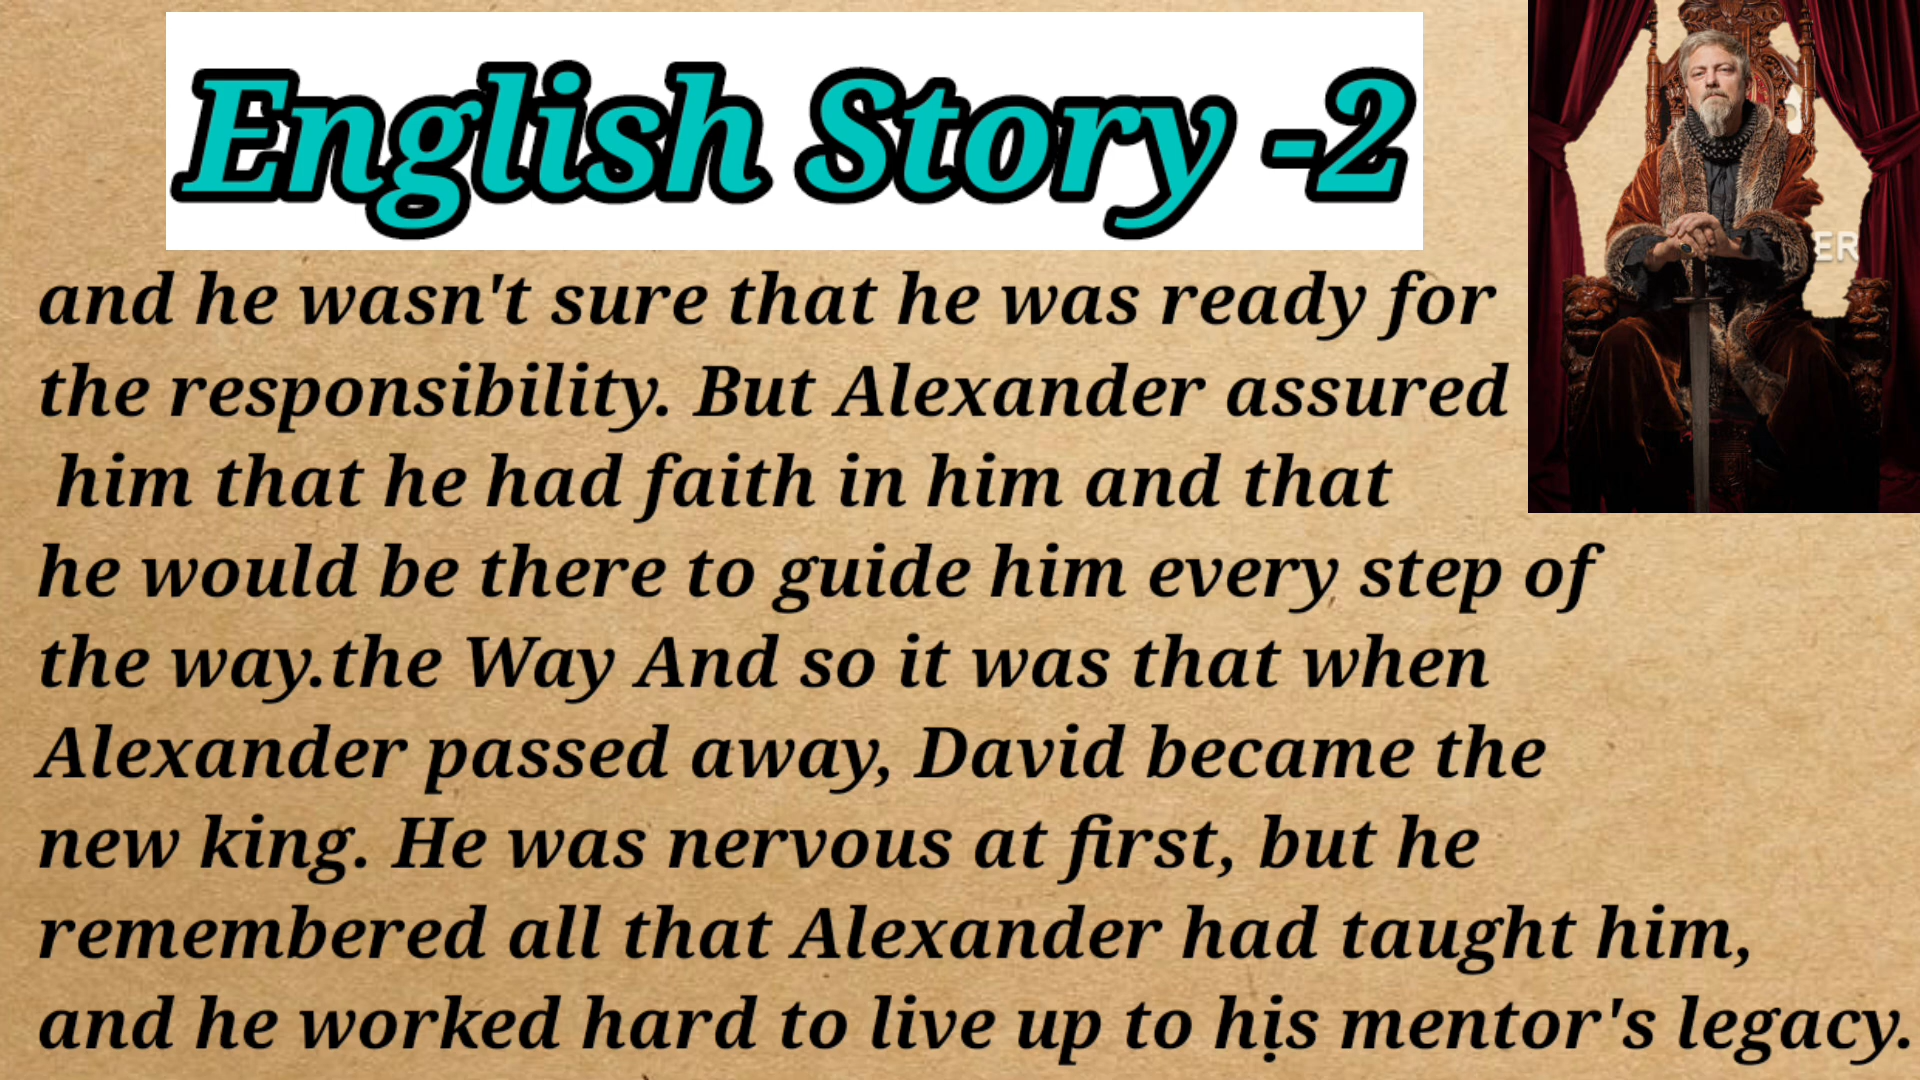 English Story -2
ER
and he wasn't sure that he was ready for
the responsibility. But Alexander assured
him that he had faith in him and that
he would be there to guide him every step of
the way.the Way And so it was that when
Alexander passed away, David became the
new king. He was nervous at first, but he
remembered all that Alexander had taught him,
and he worked hard to live up to his mentor's legacy.